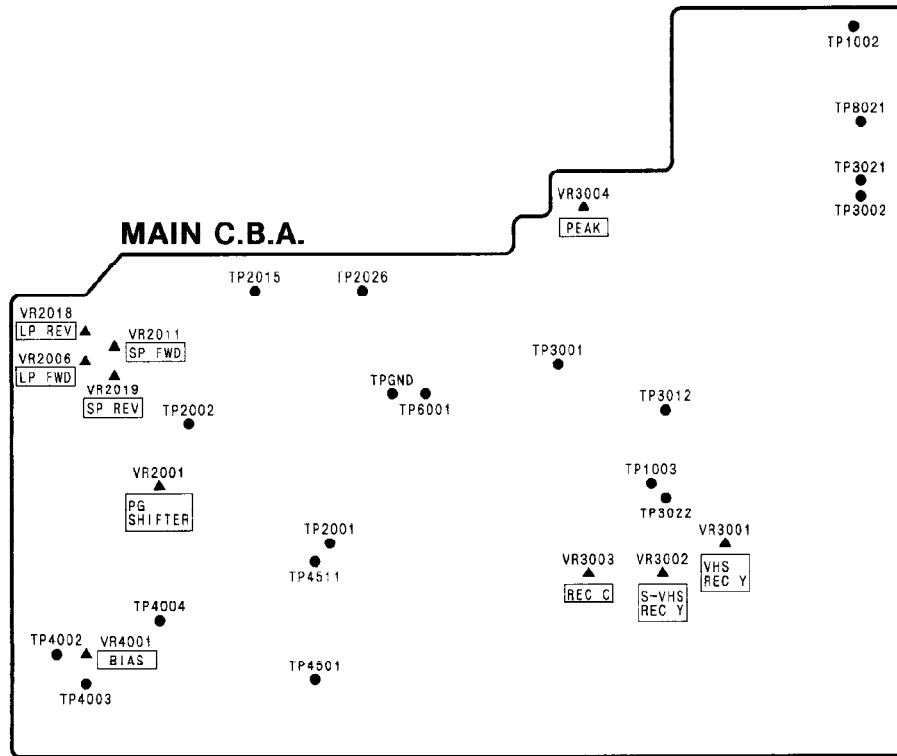 TP1002
TP8021
TP3021
TP3002
VR3004
PEAK
MAIN C.B.A.
TP2015
TP2026
VR2018
LP REV
VR2011
SP FWD
VR2006
LP FWD
VR2019
SP REV
TP3001
TPGND
TP6001
TP3012
TP2002
VR2001
PG
SHIFTER
TP1003
TP3022
TP2001
TP4511
VR3001
VHS
REC Y
VR3003
REC C
VR3002
S-VHS
REC Y
TP4004
TP4002
VR4001
BIAS
TP4003
TP4501